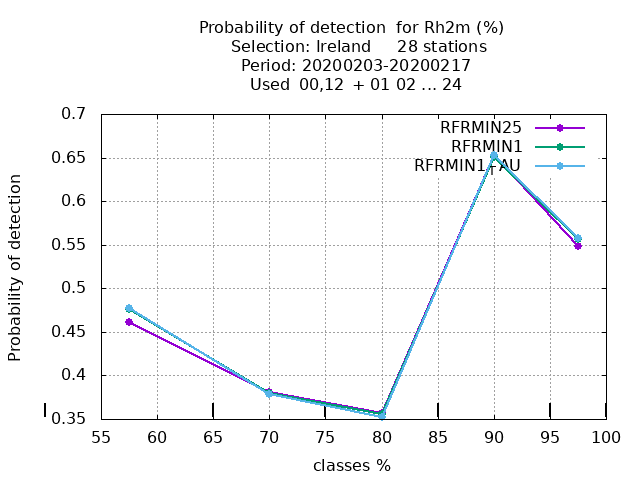 Probability of detection  for Rh2m (%)
Selection: Ireland     28 stations
Period: 20200203-20200217
Used  00,12  + 01 02 ... 24
RFRMIN25
RFRMIN1
RFRMIN1+AU
0.7
0.65
0.6
0.55
0.5
0.45
0.4
0.35
Probability of detection
55 60 65 70 75 80 85 90 95 100
classes %